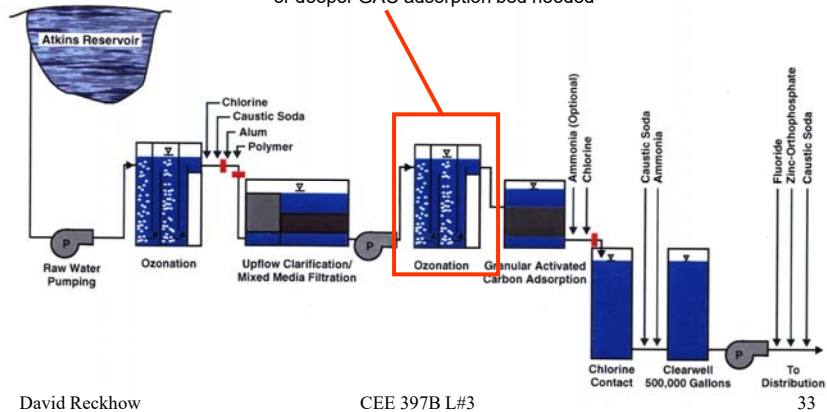 or deeper GAC adsorption bed needed
Atkins Reservoir
Chlorine
Caustic Soda
Alum
Polymer
P
Raw Water
Pumping
Ozonation
Upflow Clarification/
Mixed Media Filtration
P
Ozonation
Granular Activated
Carbon Adsorption
Ammonia (Optional)
Chlorine
Chlorine
Contact
Caustic Soda
Ammonia
Clearwell
500,000 Gallons
P
Fluoride
Zinc-Orthophosphate
Caustic Soda
To
Distribution
David Reckhow
CEE 397B L#3
33